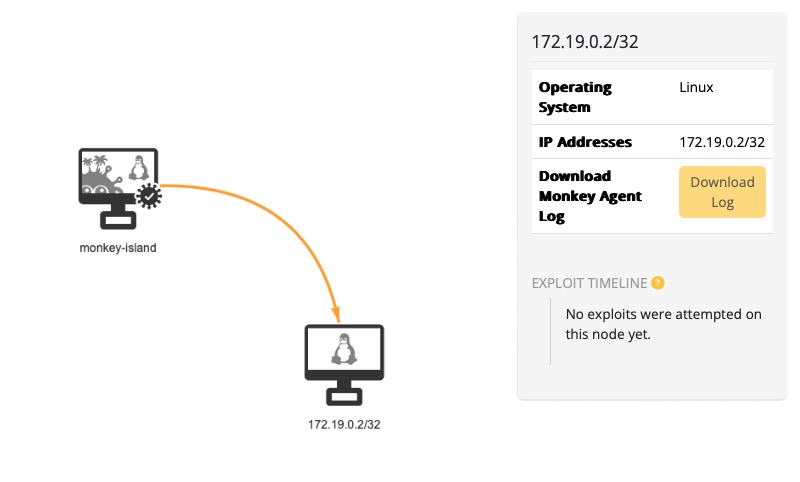 172.19.0.2/32
Operating
System
Linux
IP Addresses
172.19.0.2/32
Download
Monkey Agent
Log
Download
Log
EXPLOIT TIMELINE ?
No exploits were attempted on
this node yet.
monkey-island
172.19.0.2/32